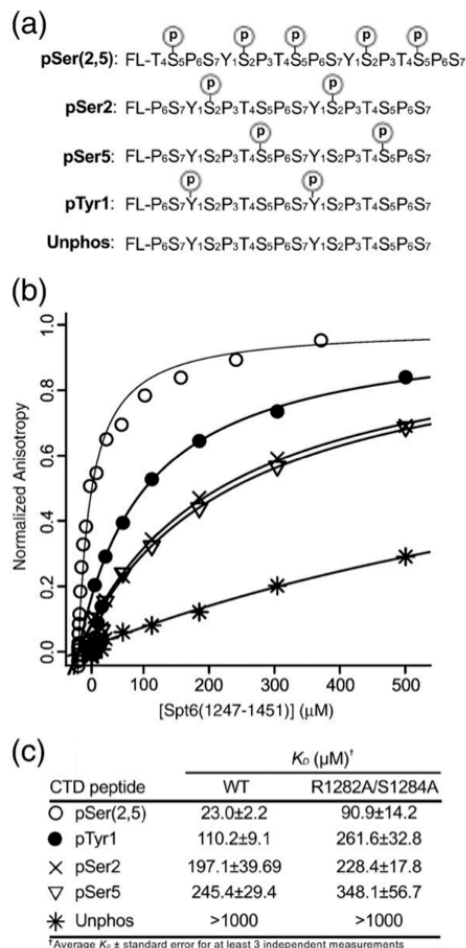 (a)
p p p p p
pSer(2,5): FL-T₄S₅P₆S₇Y₁S₂P₃T₄S₅P₆S₇Y₁S₂P₃T₄S₅P₆S₇
p p
pSer2: FL-P₆S₇Y₁S₂P₃T₄S₅P₆S₇Y₁S₂P₃T₄S₅P₆S₇
p p
pSer5: FL-P₆S₇Y₁S₂P₃T₄S₅P₆S₇Y₁S₂P₃T₄S₅P₆S₇
p p
pTyr1: FL-P₆S₇Y₁S₂P₃T₄S₅P₆S₇Y₁S₂P₃T₄S₅P₆S₇
Unphos: FL-P₆S₇Y₁S₂P₃T₄S₅P₆S₇Y₁S₂P₃T₄S₅P₆S₇
(b)
Normalized Anisotropy
1.0
0.8
0.6
0.4
0.2
0.0
0 100 200 300 400 500
[Spt6(1247-1451)] (μM)
(c)
K_D (μM)†
CTD peptide WT R1282A/S1284A
pSer(2,5) 23.0±2.2 90.9±14.2
pTyr1 110.2±9.1 261.6±32.8
pSer2 197.1±39.69 228.4±17.8
pSer5 245.4±29.4 348.1±56.7
Unphos >1000 >1000
†Average K_D ± standard error for at least 3 independent measurements